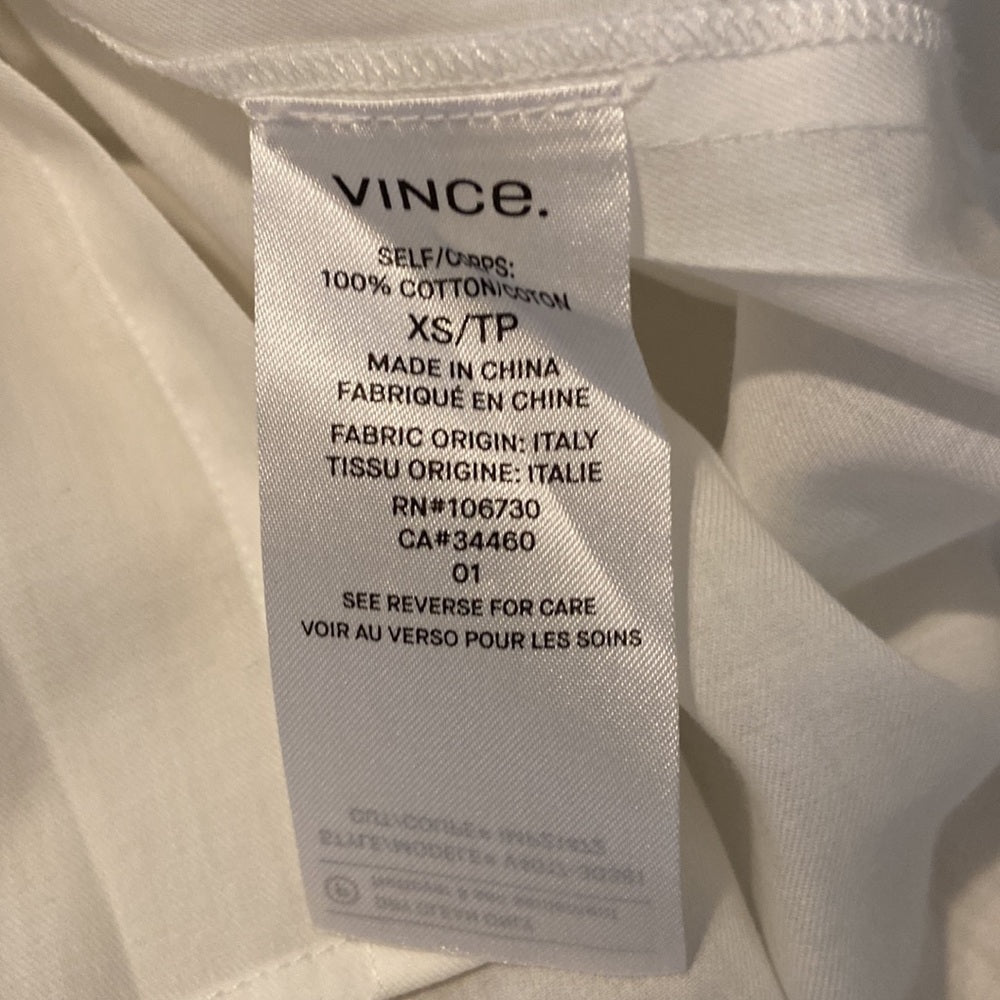 VINCe.
SELF/CORPS:
100% COTTON/COTON
XS/TP
MADE IN CHINA
FABRIQUÉ EN CHINE
FABRIC ORIGIN: ITALY
TISSU ORIGINE: ITALIE
RN#106730
CA#34460
01
SEE REVERSE FOR CARE
VOIR AU VERSO POUR LES SOINS